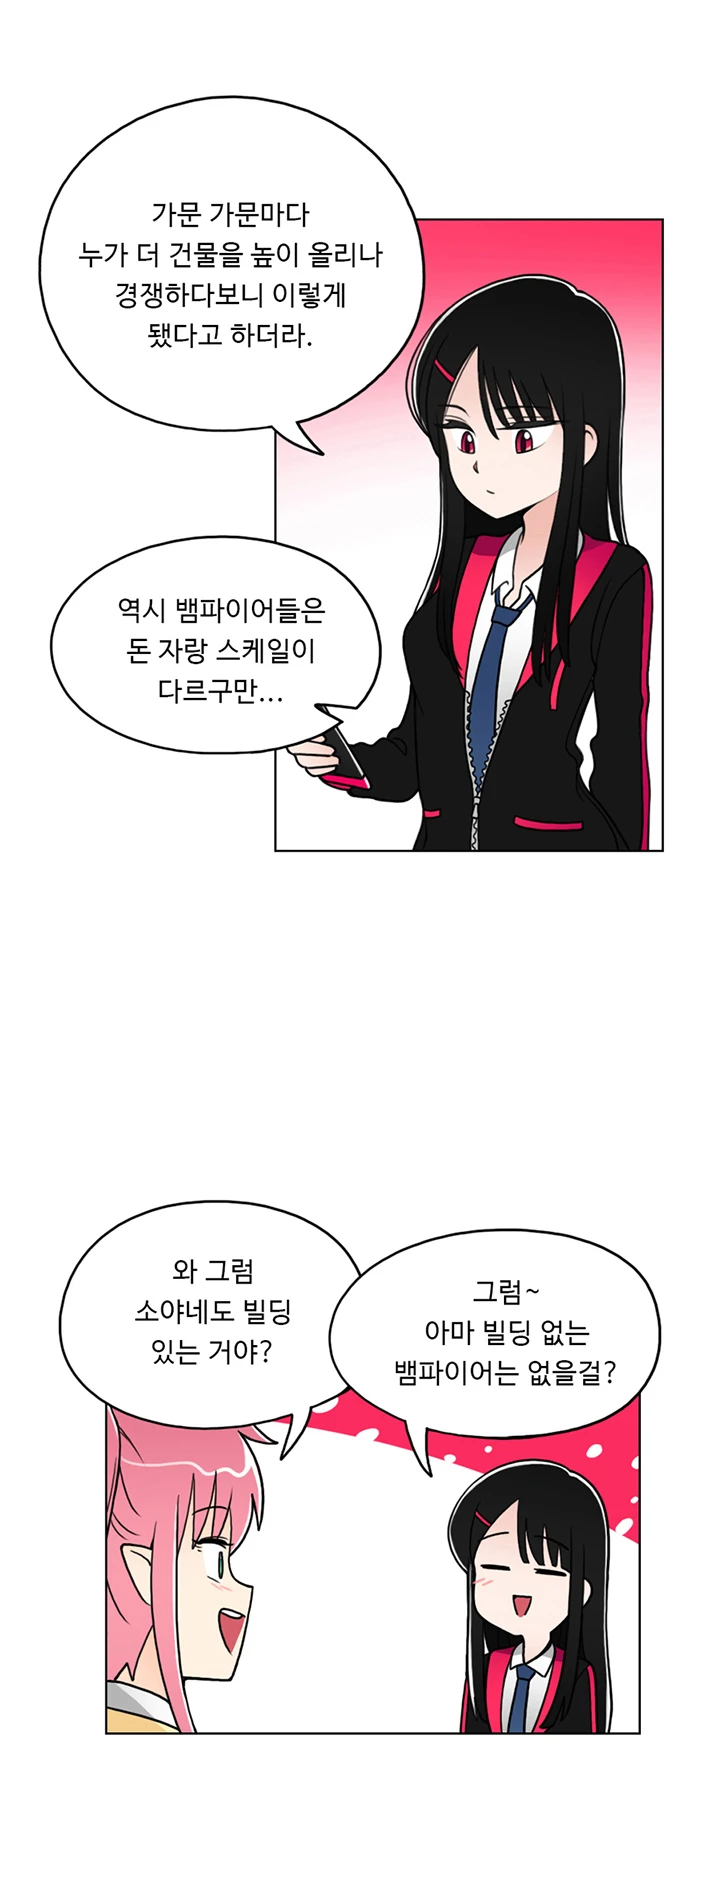 가문 가문마다
누가 더 건물을 높이 올리나
경쟁하다보니 이렇게
됐다고 하더라.
역시 뱀파이어들은
돈 자랑 스케일이
다르구만...
와 그럼
소야네도 빌딩
있는 거야?
그럼~
아마 빌딩 없는
뱀파이어는 없을걸?